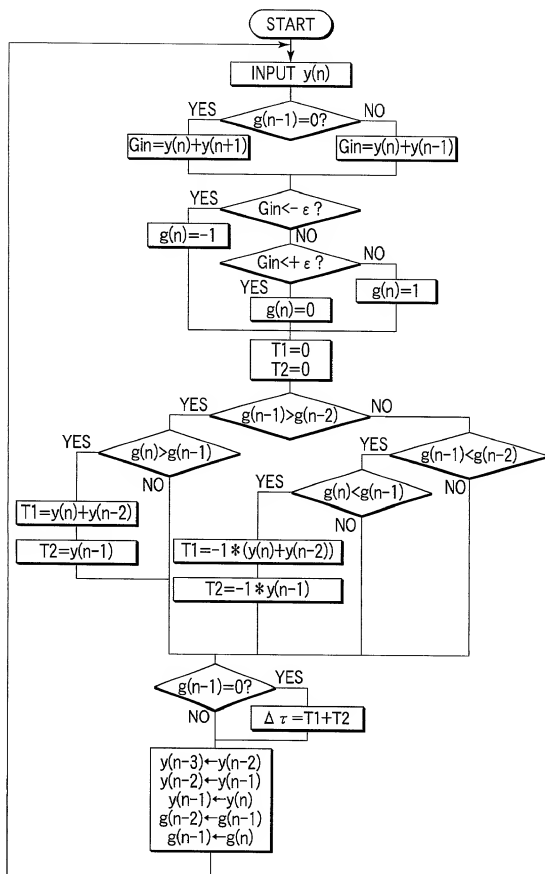 START
INPUT y(n)
YES
g(n-1)=0?
NO
Gin=y(n)+y(n+1)
Gin=y(n)+y(n-1)
YES
Gin<- ε ?
g(n)=-1
NO
Gin<+ ε ?
NO
YES
g(n)=0
g(n)=1
T1=0
T2=0
YES
g(n-1)>g(n-2)
NO
YES
g(n)>g(n-1)
YES
g(n-1)<g(n-2)
NO
g(n)<g(n-1)
NO
T1=y(n)+y(n-2)
T2=y(n-1)
T1=-1*(y(n)+y(n-2))
T2=-1*y(n-1)
g(n-1)=0?
YES
NO
Δ τ =T1+T2
y(n-3)←y(n-2)
y(n-2)←y(n-1)
y(n-1)←y(n)
g(n-2)←g(n-1)
g(n-1)←g(n)